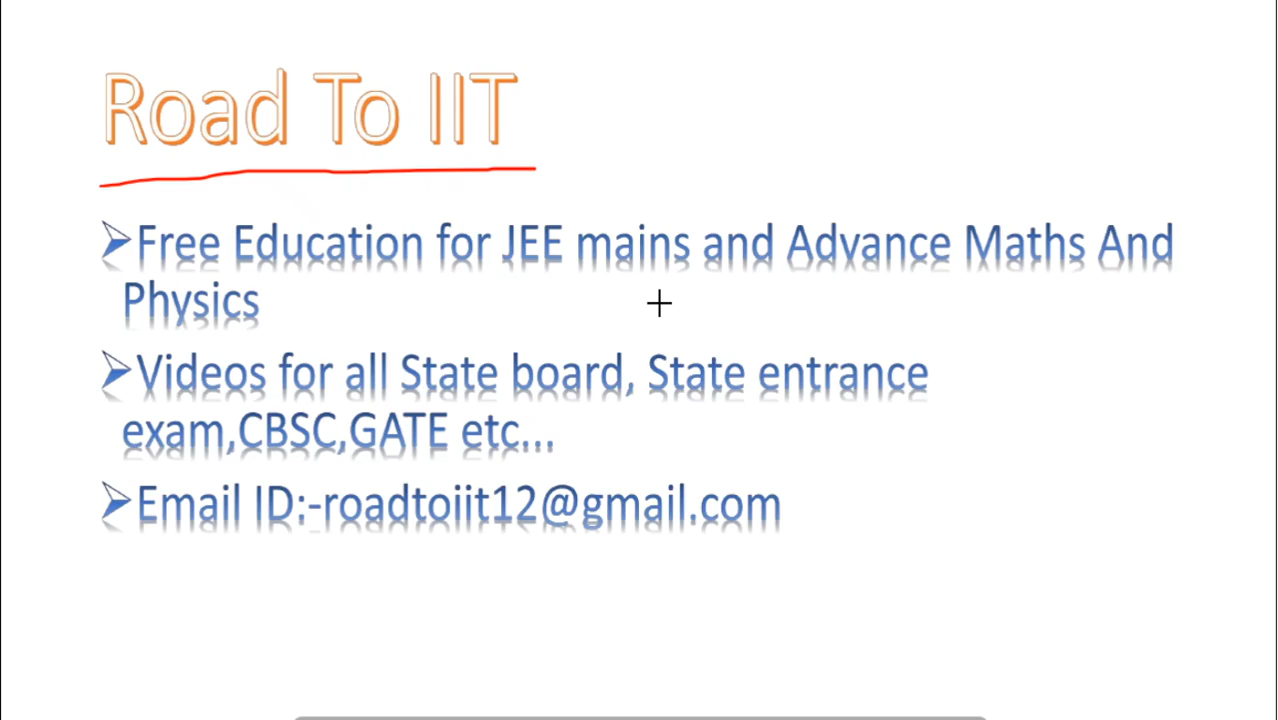 Road To IIT
Free Education for JEE mains and Advance Maths And
Physics
Videos for all State board, State entrance
exam,CBSC,GATE etc...
Email ID:-roadtoiit12@gmail.com